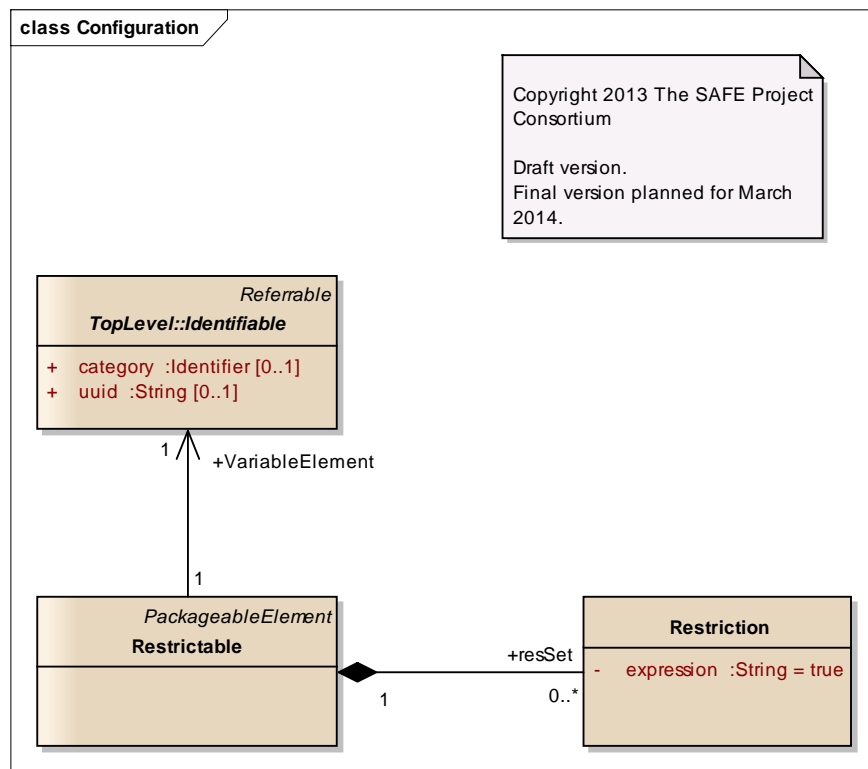 class Configuration
Copyright 2013 The SAFE Project
Consortium
Draft version.
Final version planned for March
2014.
Referrable
TopLevel::Identifiable
+ category :Identifier [0..1]
+ uuid :String [0..1]
1
+VariableElement
1
PackageableElement
Restrictable
Restriction
- expression :String = true
+resSet
1
0..*